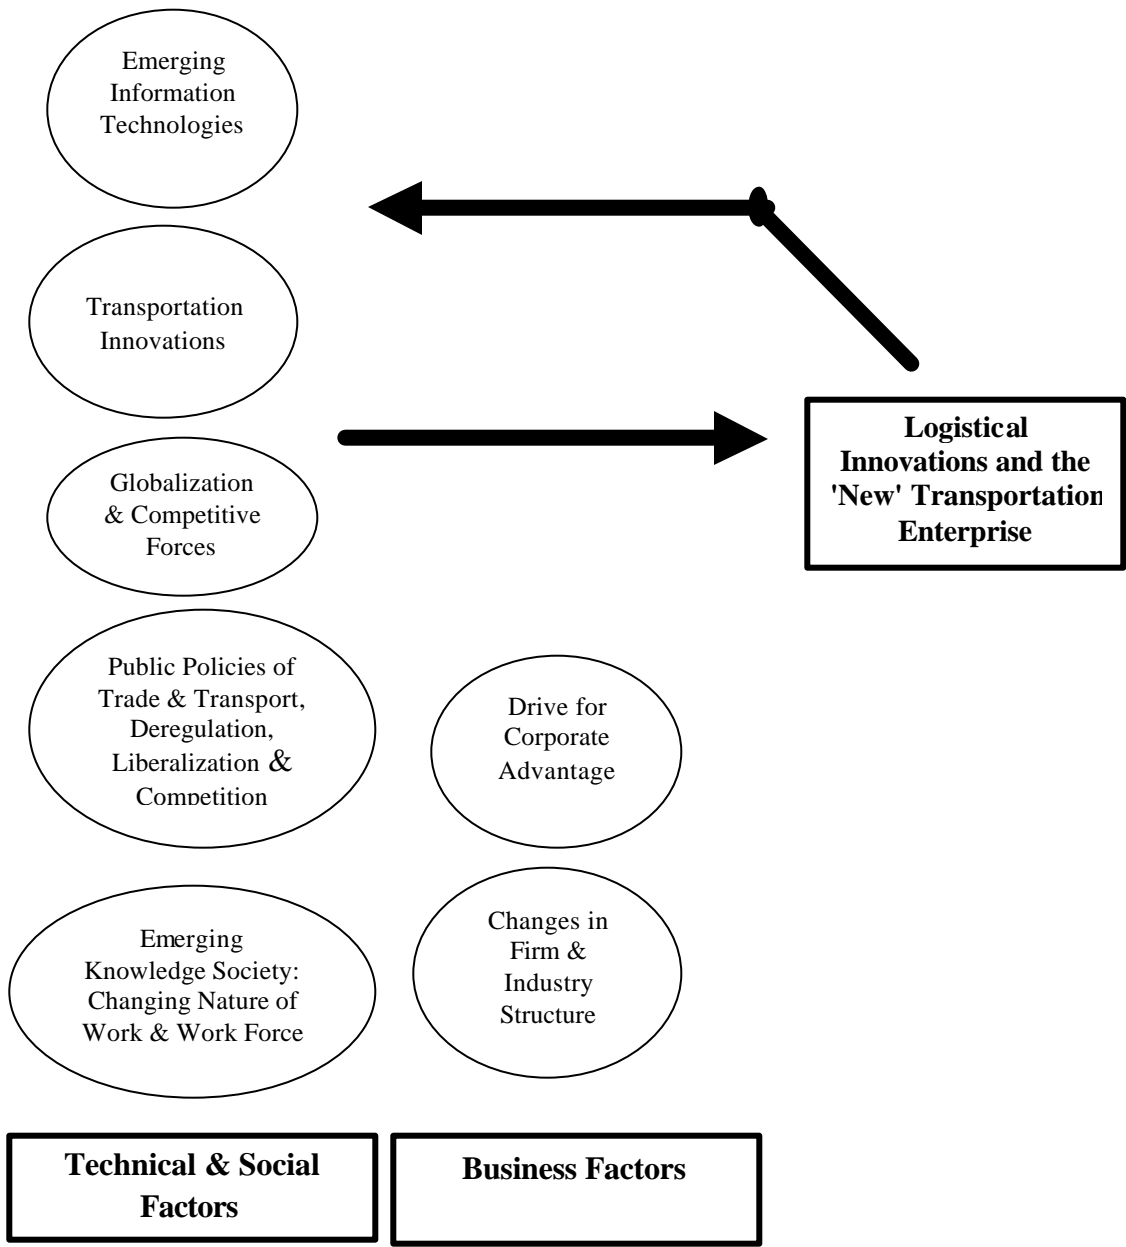 Emerging
Information
Technologies
Transportation
Innovations
Globalization
& Competitive
Forces
Public Policies of
Trade & Transport,
Deregulation,
Liberalization &
Competition
Emerging
Knowledge Society:
Changing Nature of
Work & Work Force
Drive for
Corporate
Advantage
Changes in
Firm &
Industry
Structure
Logistical
Innovations and the
'New' Transportation
Enterprise
Technical & Social
Factors
Business Factors